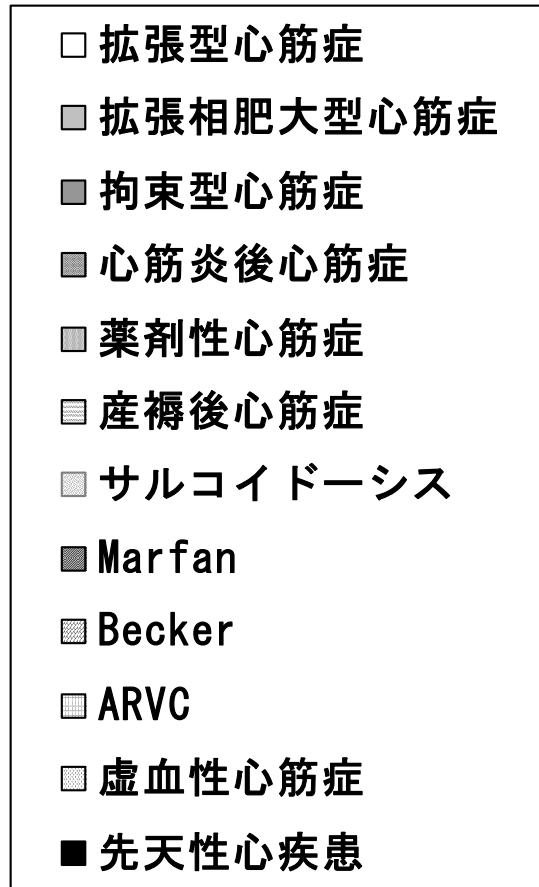 拡張型心筋症
拡張相肥大型心筋症
拘束型心筋症
心筋炎後心筋症
薬剤性心筋症
産褥後心筋症
サルコイドーシス
Marfan
Becker
ARVC
虚血性心筋症
先天性心疾患